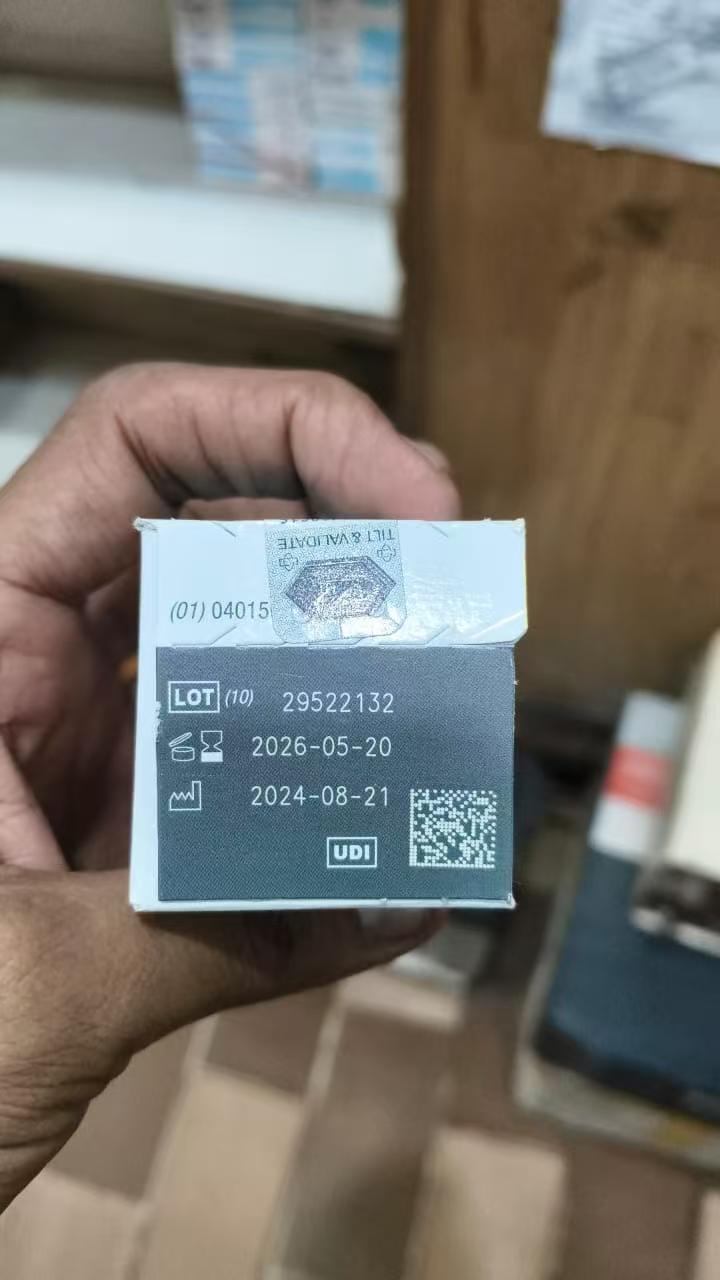 TILT & VALIDATE
(01) 04015
LOT (10) 29522132
2026-05-20
2024-08-21
UDI